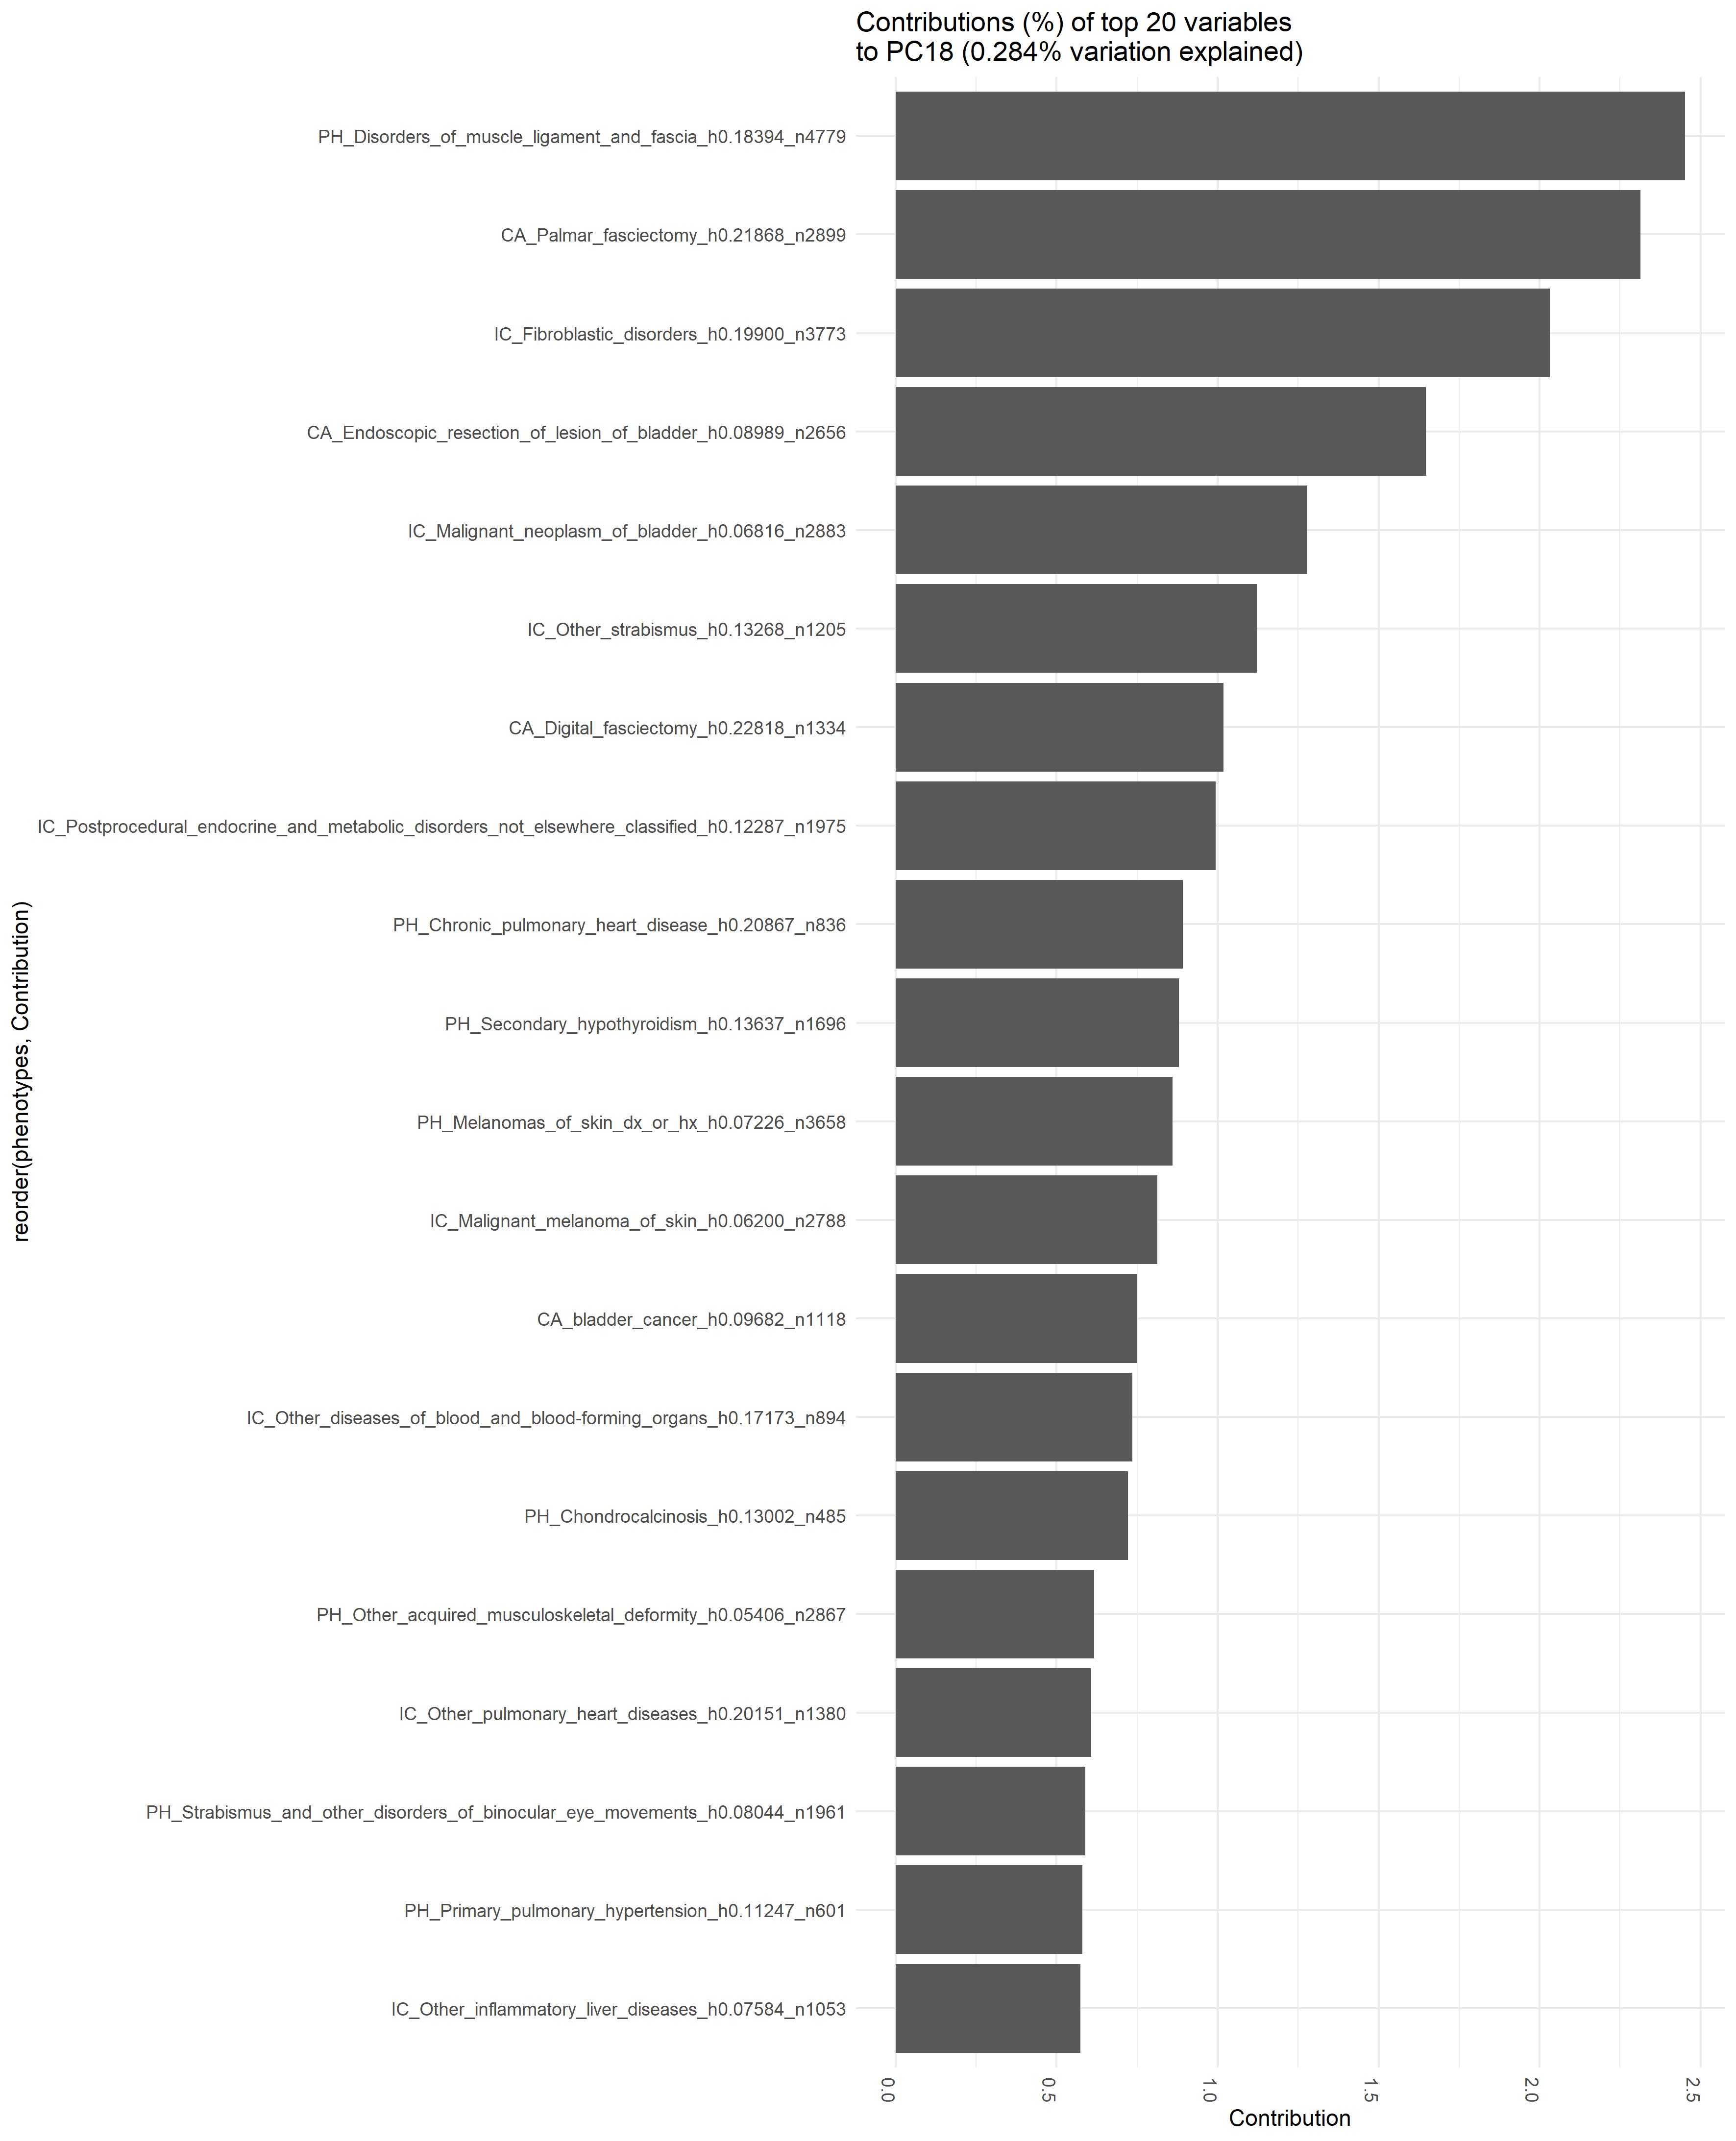 Contributions (%) of top 20 variables
to PC18 (0.284% variation explained)
PH_Disorders_of_muscle_ligament_and_fascia_h0.18394_n4779
CA_Palmar_fasciectomy_h0.21868_n2899
IC_Fibroblastic_disorders_h0.19900_n3773
CA_Endoscopic_resection_of_lesion_of_bladder_h0.08989_n2656
IC_Malignant_neoplasm_of_bladder_h0.06816_n2883
IC_Other_strabismus_h0.13268_n1205
CA_Digital_fasciectomy_h0.22818_n1334
IC_Postprocedural_endocrine_and_metabolic_disorders_not_elsewhere_classified_h0.12287_n1975
PH_Chronic_pulmonary_heart_disease_h0.20867_n836
PH_Secondary_hypothyroidism_h0.13637_n1696
PH_Melanomas_of_skin_dx_or_hx_h0.07226_n3658
IC_Malignant_melanoma_of_skin_h0.06200_n2788
CA_bladder_cancer_h0.09682_n1118
IC_Other_diseases_of_blood_and_blood-forming_organs_h0.17173_n894
PH_Chondrocalcinosis_h0.13002_n485
PH_Other_acquired_musculoskeletal_deformity_h0.05406_n2867
IC_Other_pulmonary_heart_diseases_h0.20151_n1380
PH_Strabismus_and_other_disorders_of_binocular_eye_movements_h0.08044_n1961
PH_Primary_pulmonary_hypertension_h0.11247_n601
IC_Other_inflammatory_liver_diseases_h0.07584_n1053
reorder(phenotypes, Contribution)
0.0
0.5
1.0
1.5
2.0
2.5
Contribution